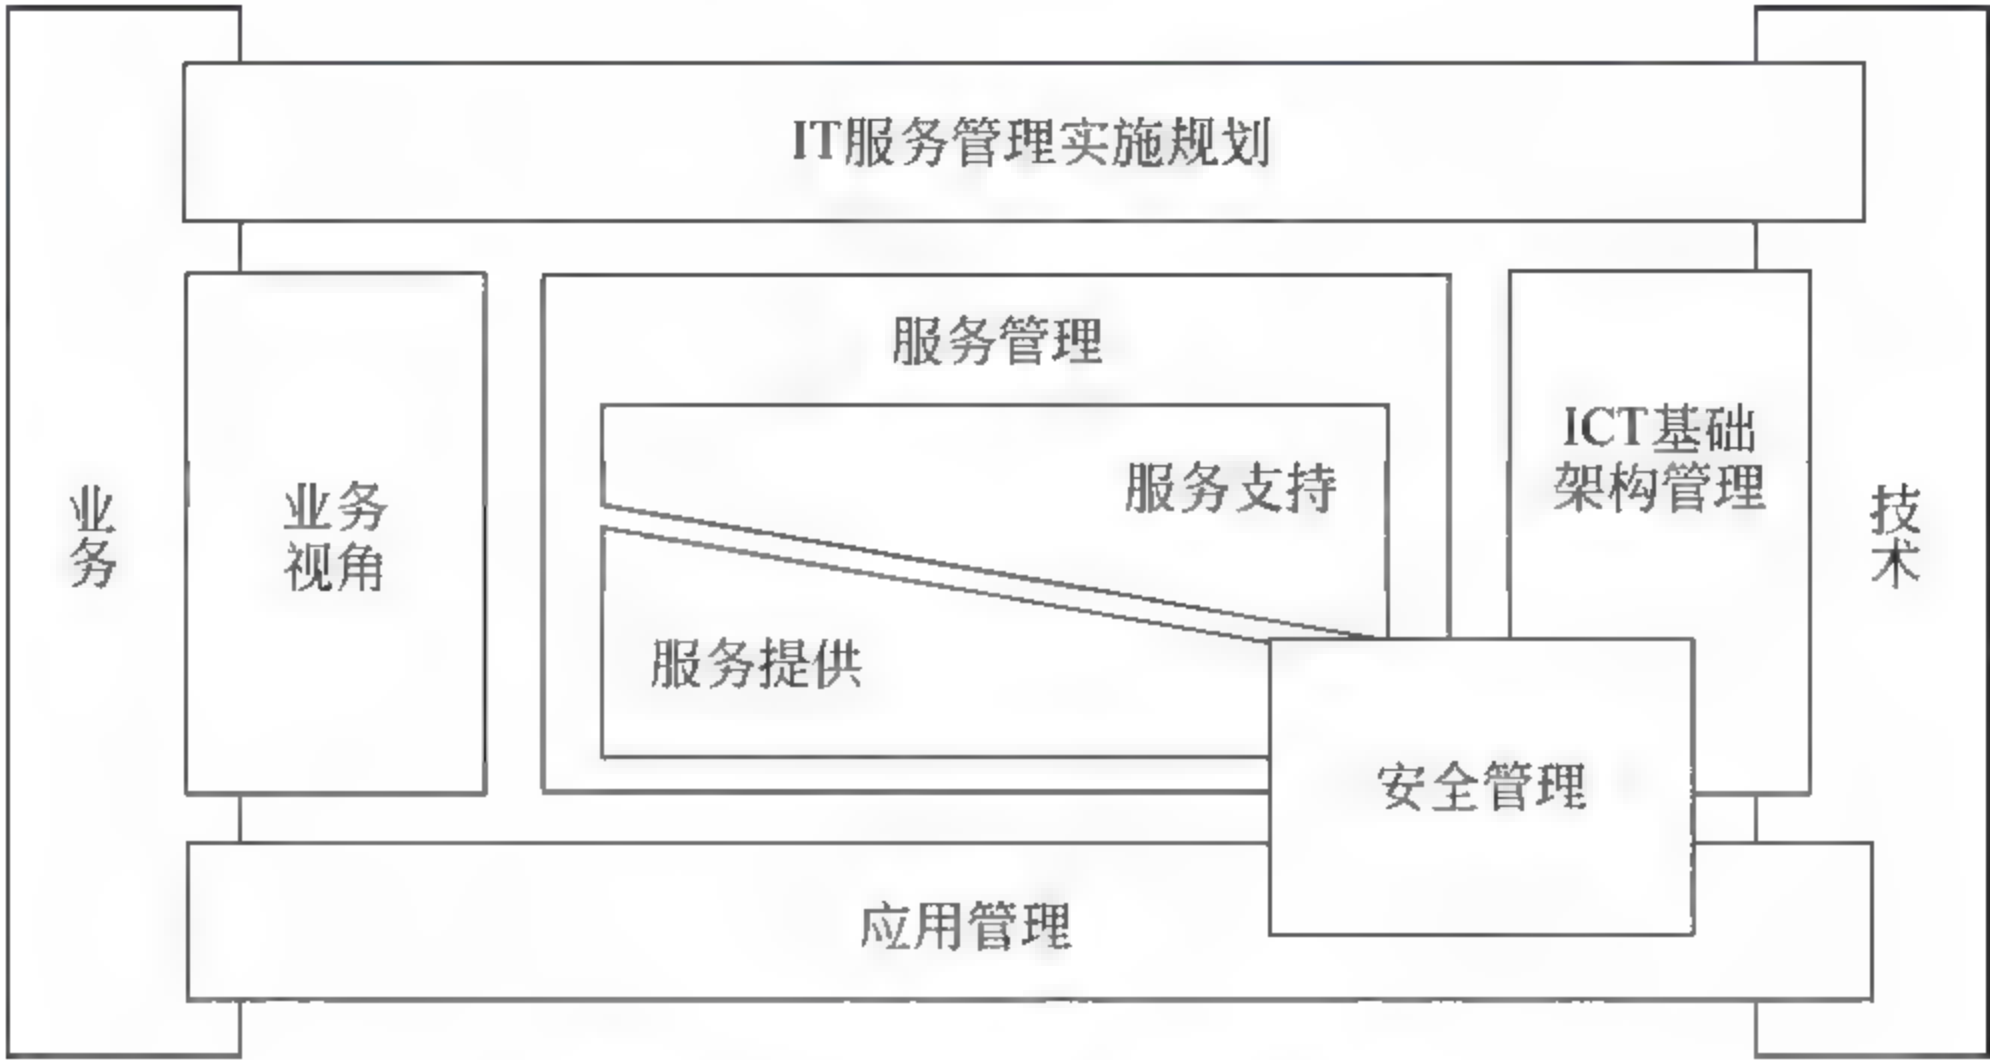 IT服务管理实施规划
服务管理
ICT基础
架构管理
服务支持
业务
业务
视角
技术
服务提供
安全管理
应用管理